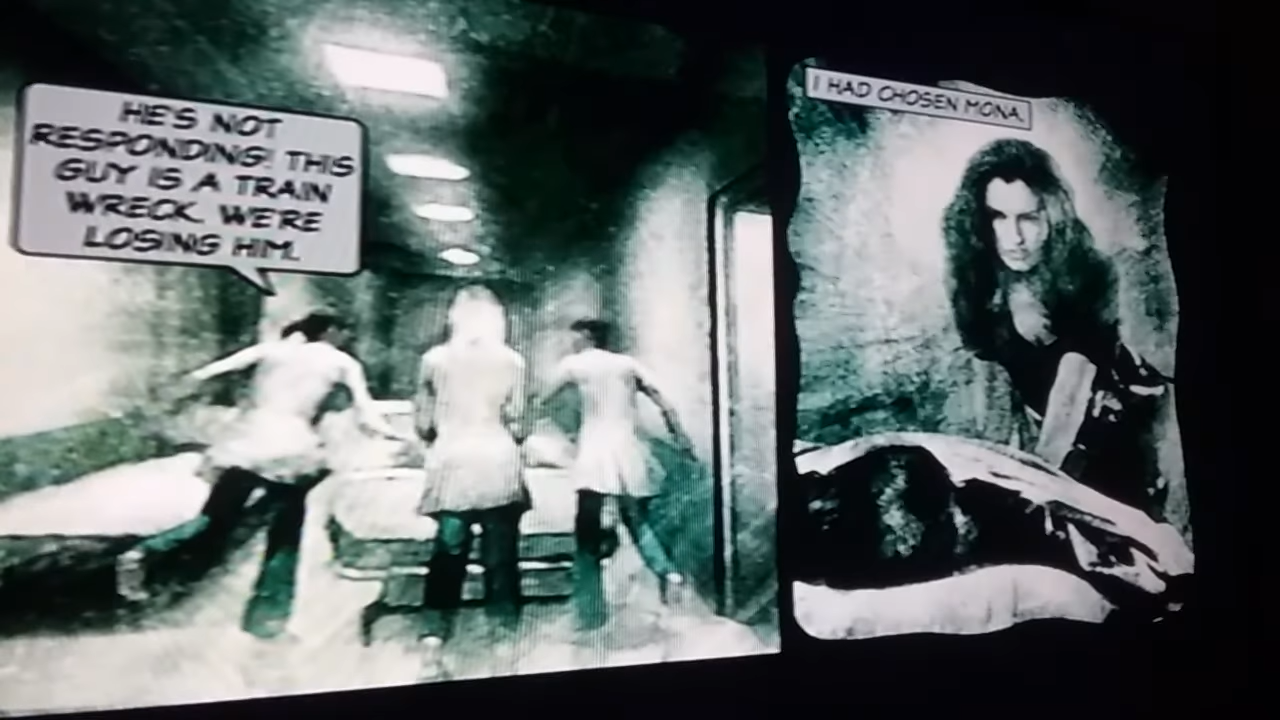 HE'S NOT
RESPONDING! THIS
GUY IS A TRAIN
WRECK. WE'RE
LOSING HIM.
I HAD CHOSEN MONA.